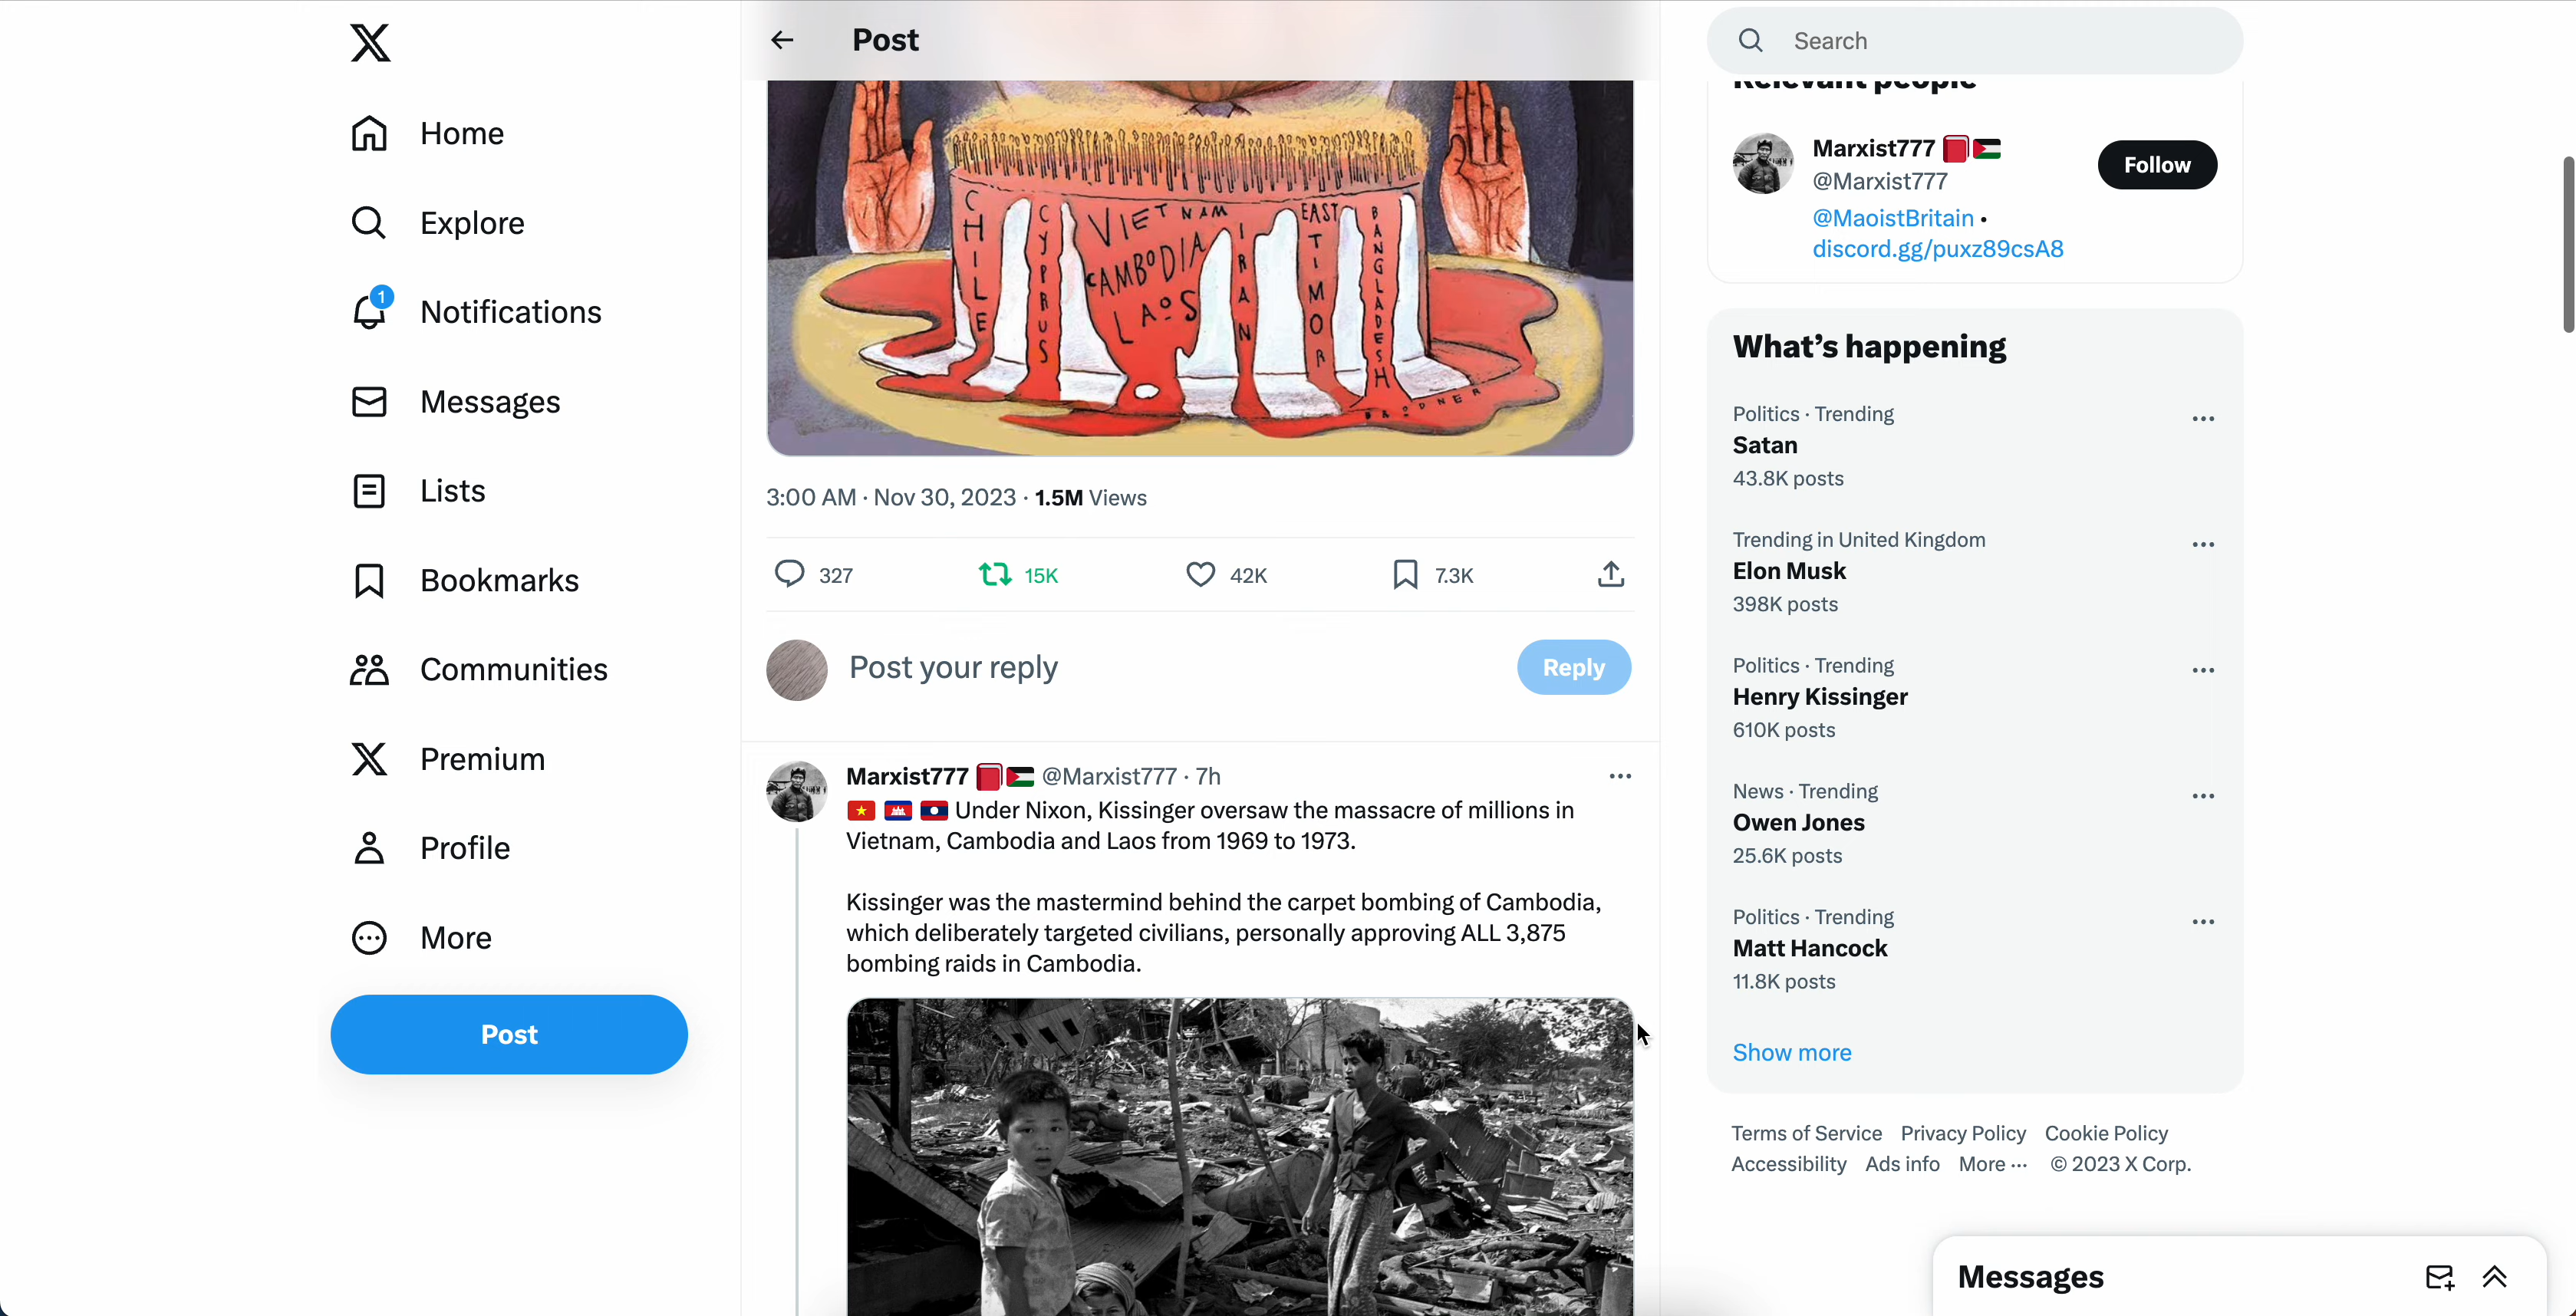 Home
Explore
1
Notifications
Messages
Lists
Bookmarks
Communities
Premium
Profile
More
Post
Post
CHILE
CYPRUS
VIETNAM
CAMBODIA
LAOS
IRAN
EAST TIMOR
BANGLADESH
BRODNER
3:00 AM · Nov 30, 2023 · 1.5M Views
327 15K 42K 7.3K
Post your reply
Reply
Marxist777 @Marxist777 · 7h
Under Nixon, Kissinger oversaw the massacre of millions in
Vietnam, Cambodia and Laos from 1969 to 1973.
Kissinger was the mastermind behind the carpet bombing of Cambodia,
which deliberately targeted civilians, personally approving ALL 3,875
bombing raids in Cambodia.
Search
Relevant people
Marxist777
@Marxist777
Follow
@MaoistBritain •
discord.gg/puxz89csA8
What’s happening
Politics · Trending
Satan
43.8K posts
Trending in United Kingdom
Elon Musk
398K posts
Politics · Trending
Henry Kissinger
610K posts
News · Trending
Owen Jones
25.6K posts
Politics · Trending
Matt Hancock
11.8K posts
Show more
Terms of Service Privacy Policy Cookie Policy
Accessibility Ads info More ··· © 2023 X Corp.
Messages